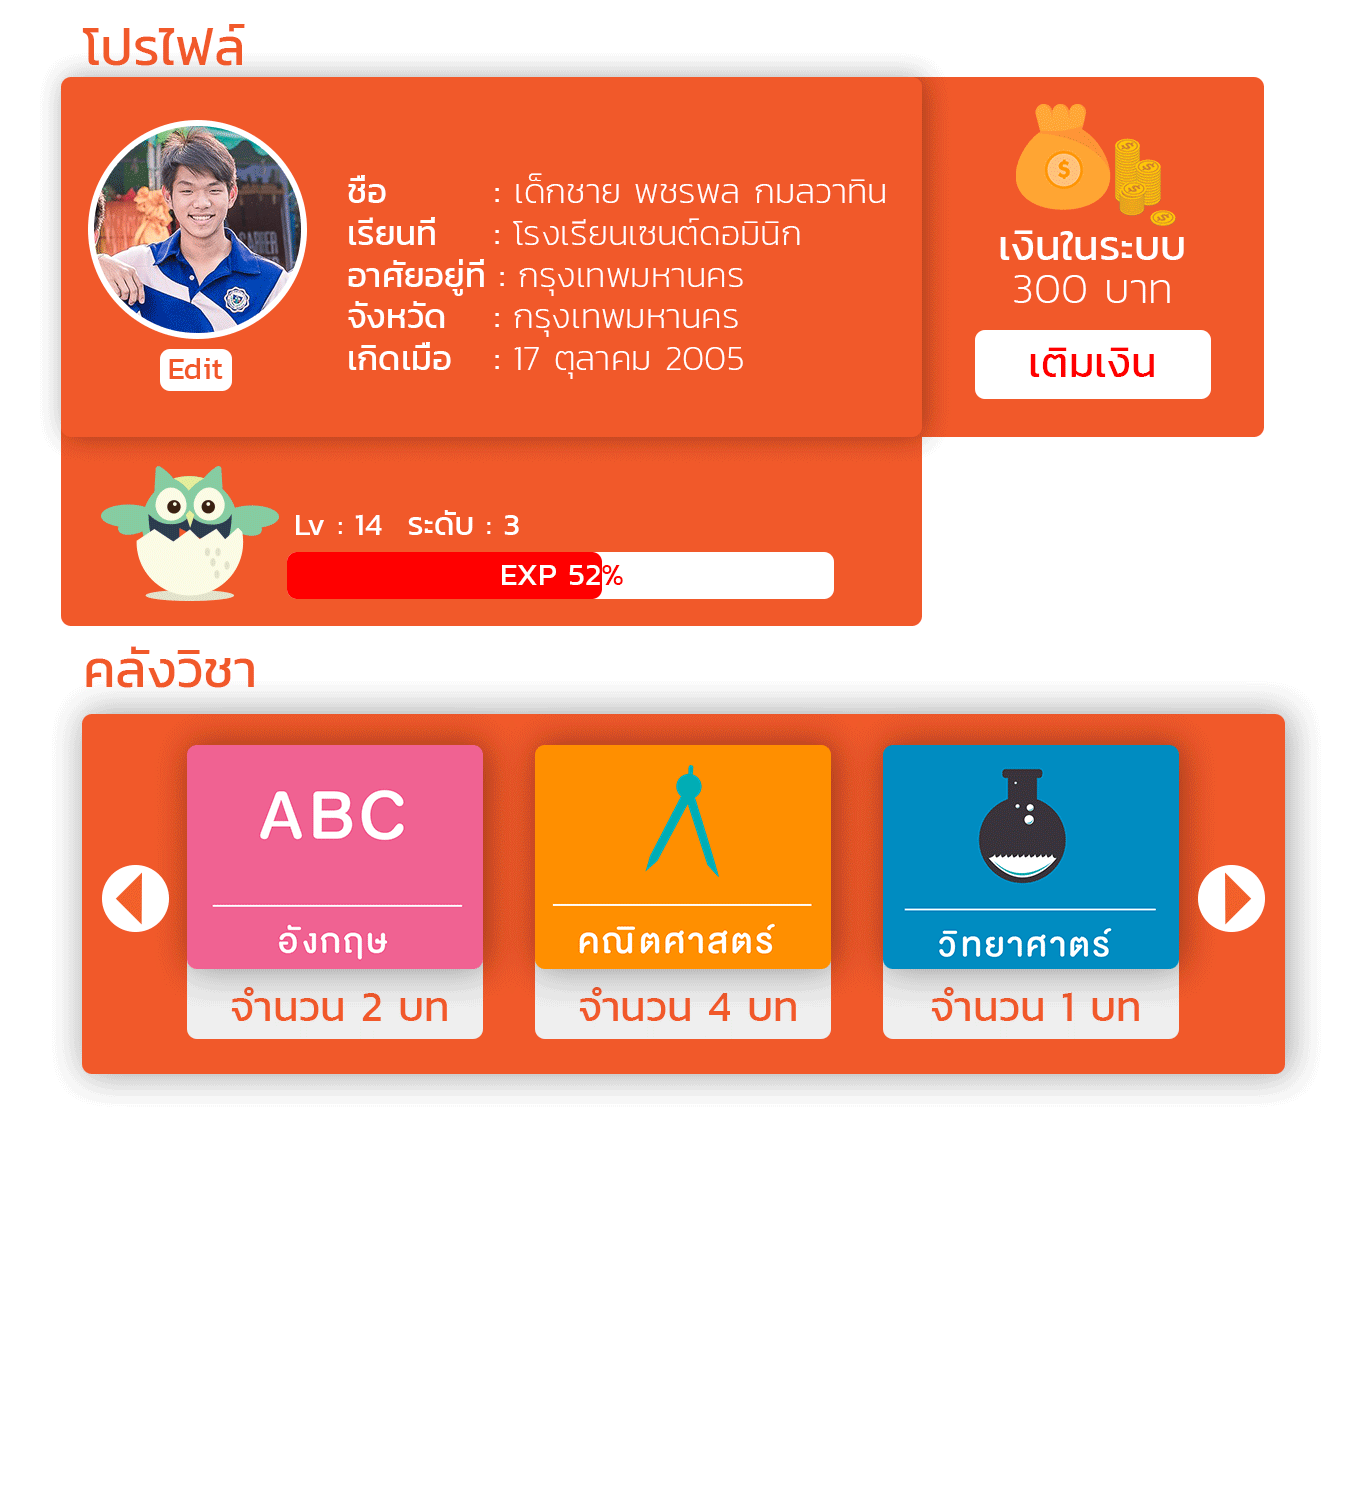 โปรไฟล์
ชือ : เด็กชาย พชรพล กมลวาทิน
เรียนที : โรงเรียนเซนต์ดอมินิก
อาศัยอยู่ที : กรุงเทพมหานคร
จังหวัด : กรุงเทพมหานคร
เกิดเมือ : 17 ตุลาคม 2005
Edit
เงินในระบบ
300 บาท
เติมเงิน
Lv : 14 ระดับ : 3
EXP 52%
คลังวิชา
ABC
อังกฤษ
จำนวน 2 บท
คณิตศาสตร์
จำนวน 4 บท
วิทยาศาตร์
จำนวน 1 บท